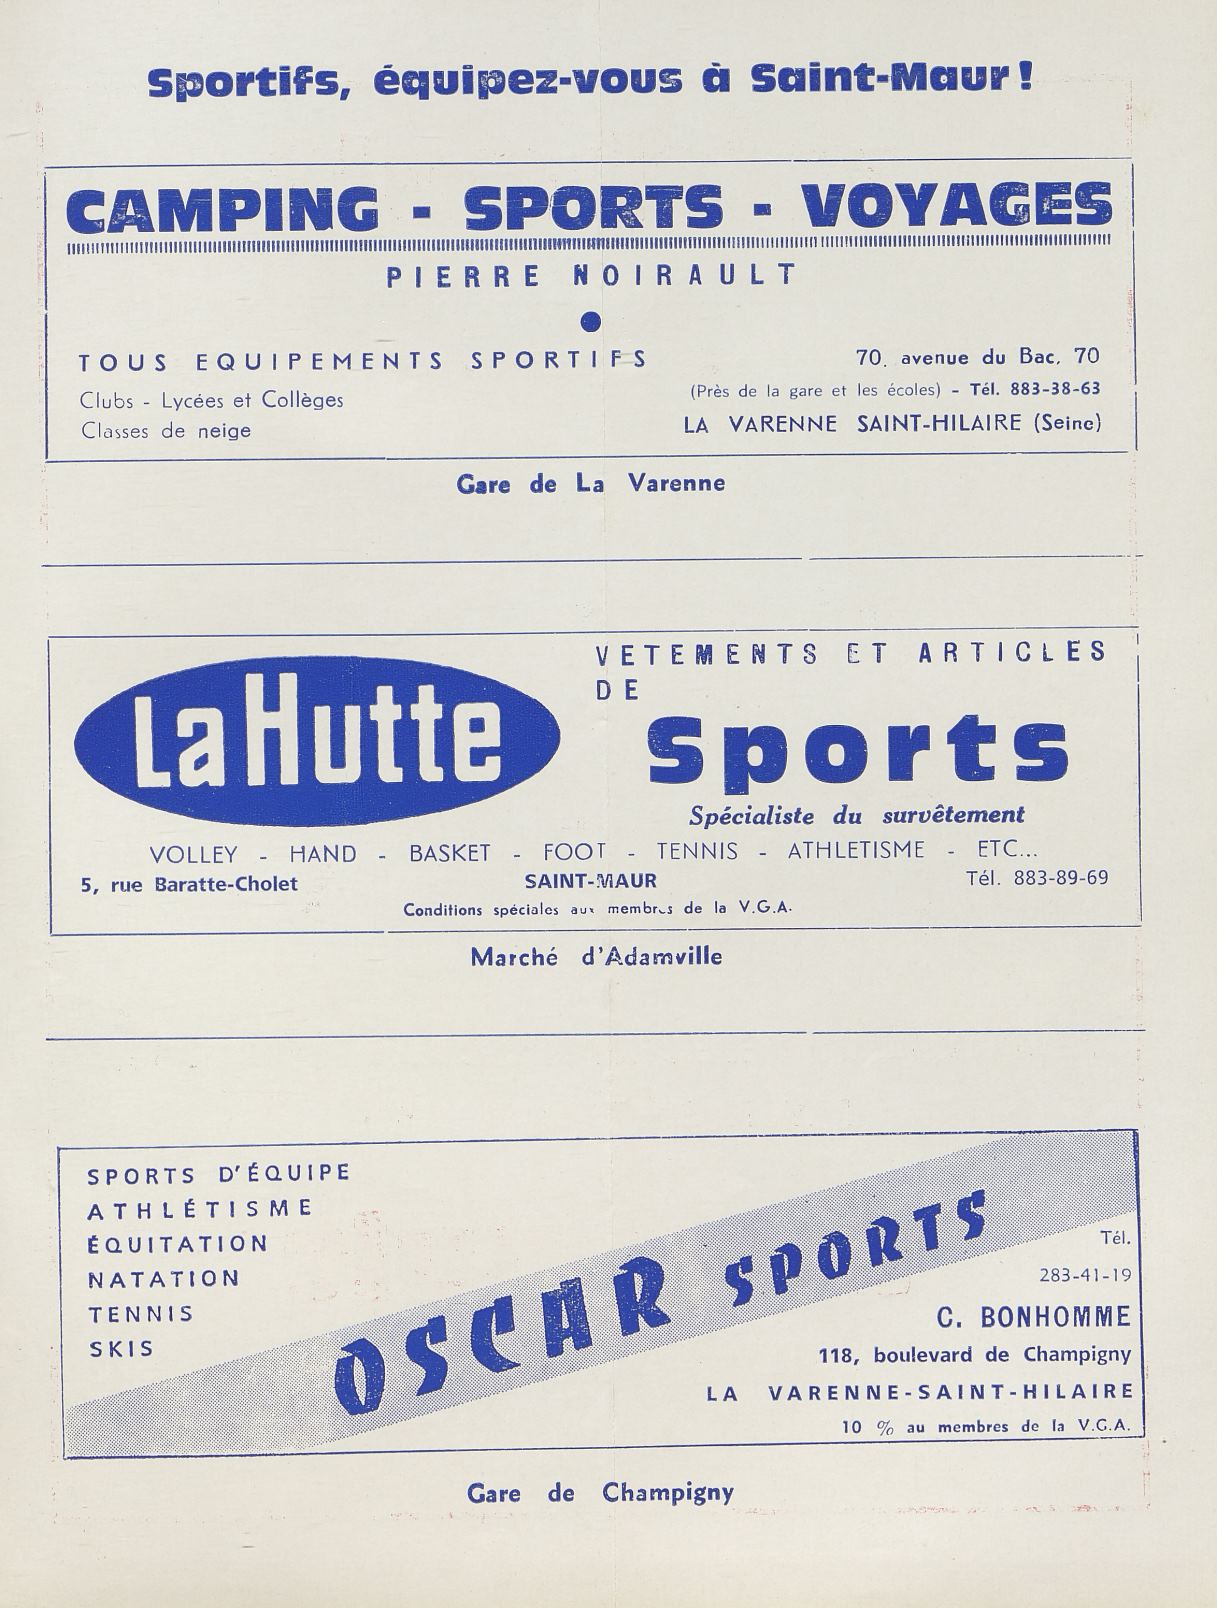 Sportifs, équipez-vous à Saint-Maur !
CAMPING - SPORTS - VOYAGES
PIERRE NOIRAULT
TOUS EQUIPEMENTS SPORTIFS
Clubs - Lycées et Collèges
Classes de neige
70, avenue du Bac, 70
(Près de la gare et les écoles) - Tél. 883-38-63
LA VARENNE SAINT-HILAIRE (Seine)
Gare de La Varenne
La Hutte
VETEMENTS ET ARTICLES
DE
Sports
Spécialiste du survêtement
VOLLEY - HAND - BASKET - FOOT - TENNIS - ATHLETISME - ETC...
5, rue Baratte-Cholet SAINT-MAUR Tél. 883-89-69
Conditions spéciales aux membres de la V.G.A.
Marché d'Adamville
SPORTS D'ÉQUIPE
ATHLÉTISME
ÉQUITATION
NATATION
TENNIS
SKIS
OSCAR SPORTS
Tél.
283-41-19
C. BONHOMME
118, boulevard de Champigny
LA VARENNE-SAINT-HILAIRE
10 % au membres de la V.G.A.
Gare de Champigny